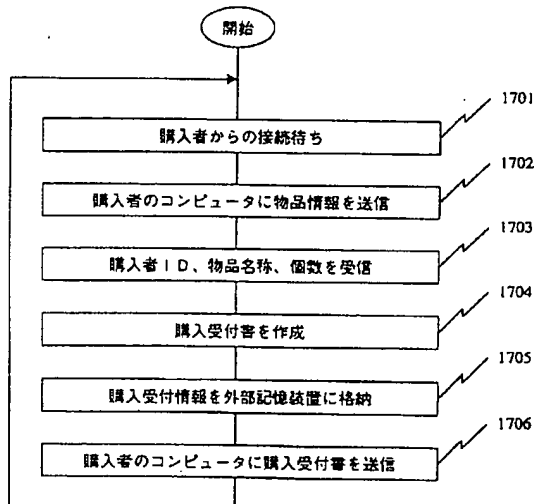 開始
1701
購入者からの接続待ち
1702
購入者のコンピュータに物品情報を送信
1703
購入者ID、物品名称、個数を受信
1704
購入受付書を作成
1705
購入受付情報を外部記憶装置に格納
1706
購入者のコンピュータに購入受付書を送信